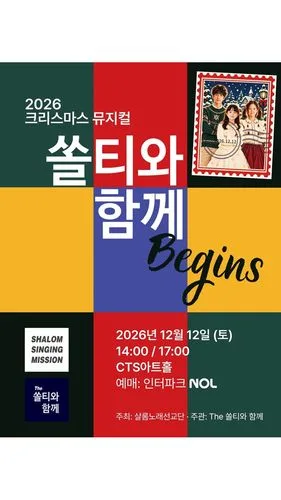 2026
크리스마스 뮤지컬
쏠티와
함께
Begins
SHALOM
SINGING
MISSION
The
쏠티와
함께
2026년 12월 12일 (토)
14:00 / 17:00
CTS아트홀
예매: 인터파크 NOL
주최: 샬롬노래선교단 · 주관: The 쏠티와 함께